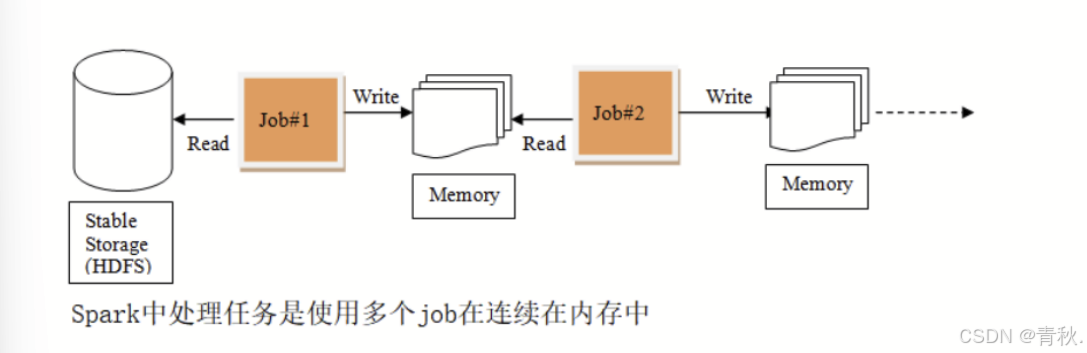 Job#1
Write
Job#2
Write
Read
Read
Memory
Memory
Stable
Storage
(HDFS)
Spark中处理任务是使用多个job在连续在内存中
CSDN @青秋.